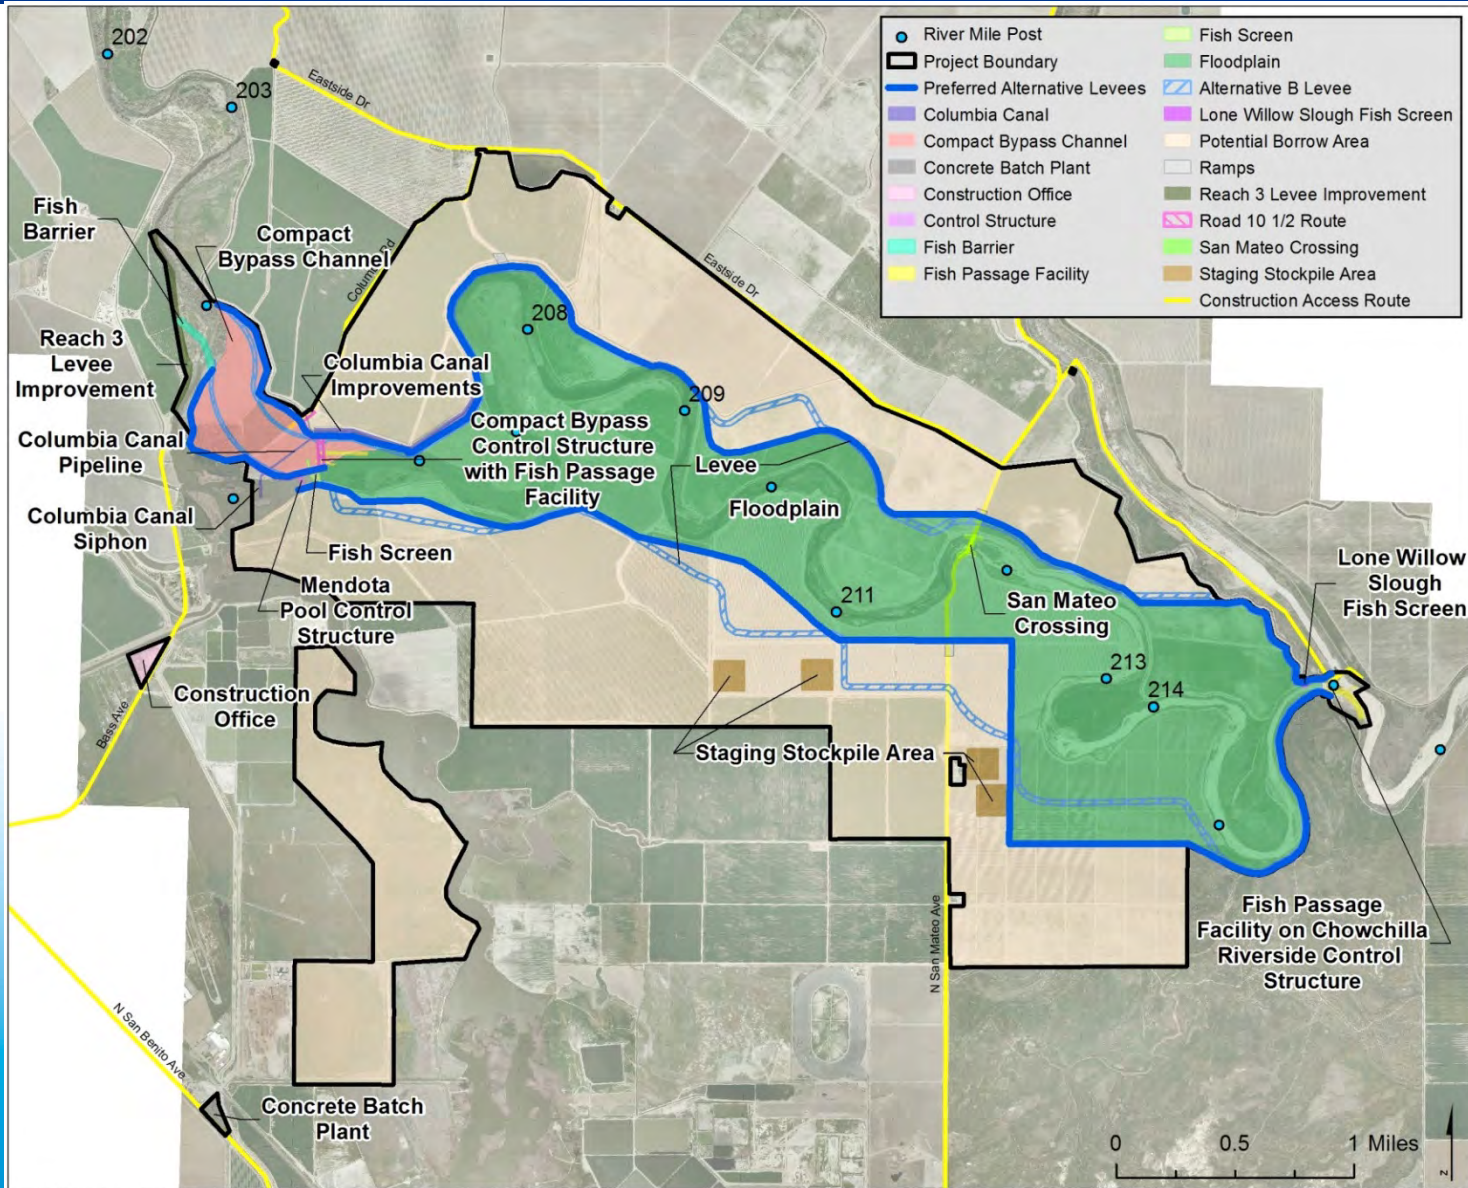 202
203
Eastside Dr
River Mile Post
Project Boundary
Preferred Alternative Levees
Columbia Canal
Compact Bypass Channel
Concrete Batch Plant
Construction Office
Control Structure
Fish Barrier
Fish Passage Facility
Fish Screen
Floodplain
Alternative B Levee
Lone Willow Slough Fish Screen
Potential Borrow Area
Ramps
Reach 3 Levee Improvement
Road 10 1/2 Route
San Mateo Crossing
Staging Stockpile Area
Construction Access Route
Fish
Barrier
Compact
Bypass Channel
Columbia Rd
Eastside Dr
208
Reach 3
Levee
Improvement
Columbia Canal
Improvements
209
Compact Bypass
Control Structure
with Fish Passage
Facility
Columbia Canal
Pipeline
Levee
Floodplain
Columbia Canal
Siphon
Fish Screen
Mendota
Pool Control
Structure
211
San Mateo
Crossing
Lone Willow
Slough
Fish Screen
213
214
Construction
Office
Bass Ave
Staging Stockpile Area
N San Mateo Ave
Fish Passage
Facility on Chowchilla
Riverside Control
Structure
N San Benito Ave
Concrete Batch
Plant
0 0.5 1 Miles
N